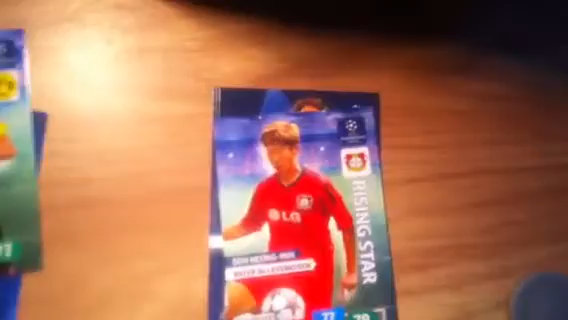 RISING STAR
LG
SON HEUNG-MIN
BAYER 04 LEVERKUSEN
77